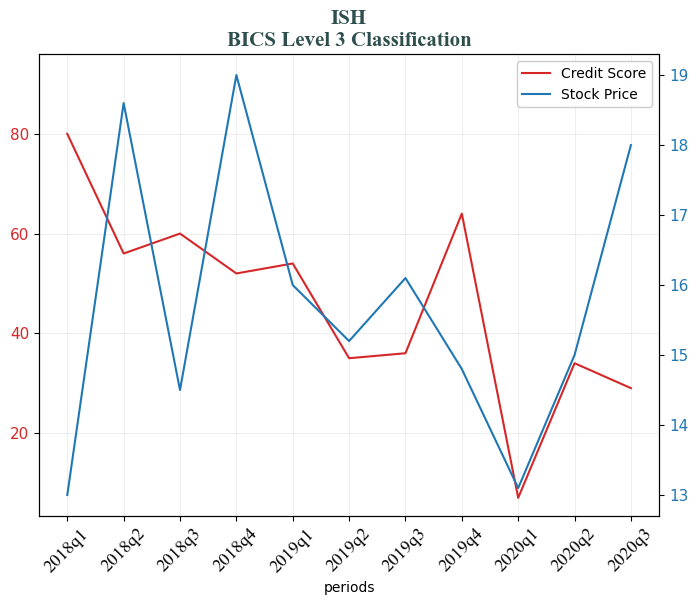 ISH
BICS Level 3 Classification
Credit Score
Stock Price
80
60
40
20
19
18
17
16
15
14
13
2018q1
2018q2
2018q3
2018q4
2019q1
2019q2
2019q3
2019q4
2020q1
2020q2
2020q3
periods